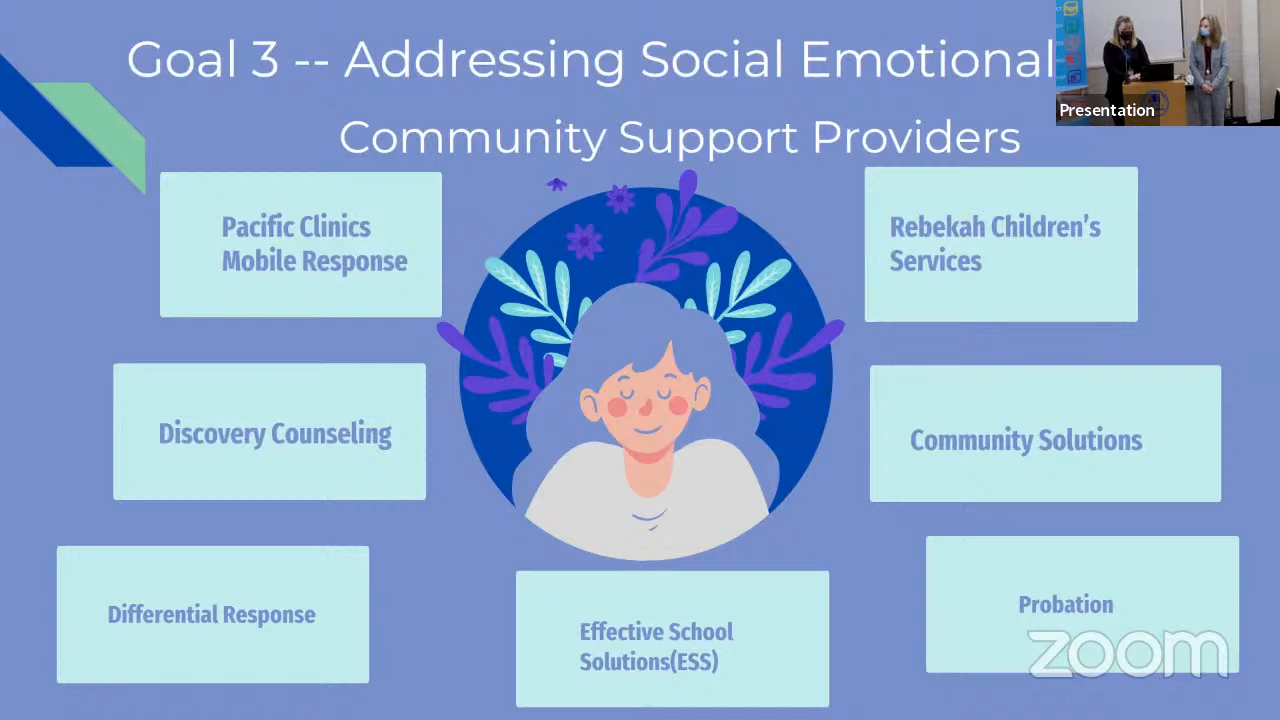 Goal 3 -- Addressing Social Emotional
Community Support Providers
Presentation
Pacific Clinics
Mobile Response
Rebekah Children's
Services
Discovery Counseling
Community Solutions
Differential Response
Effective School
Solutions(ESS)
Probation
zoom